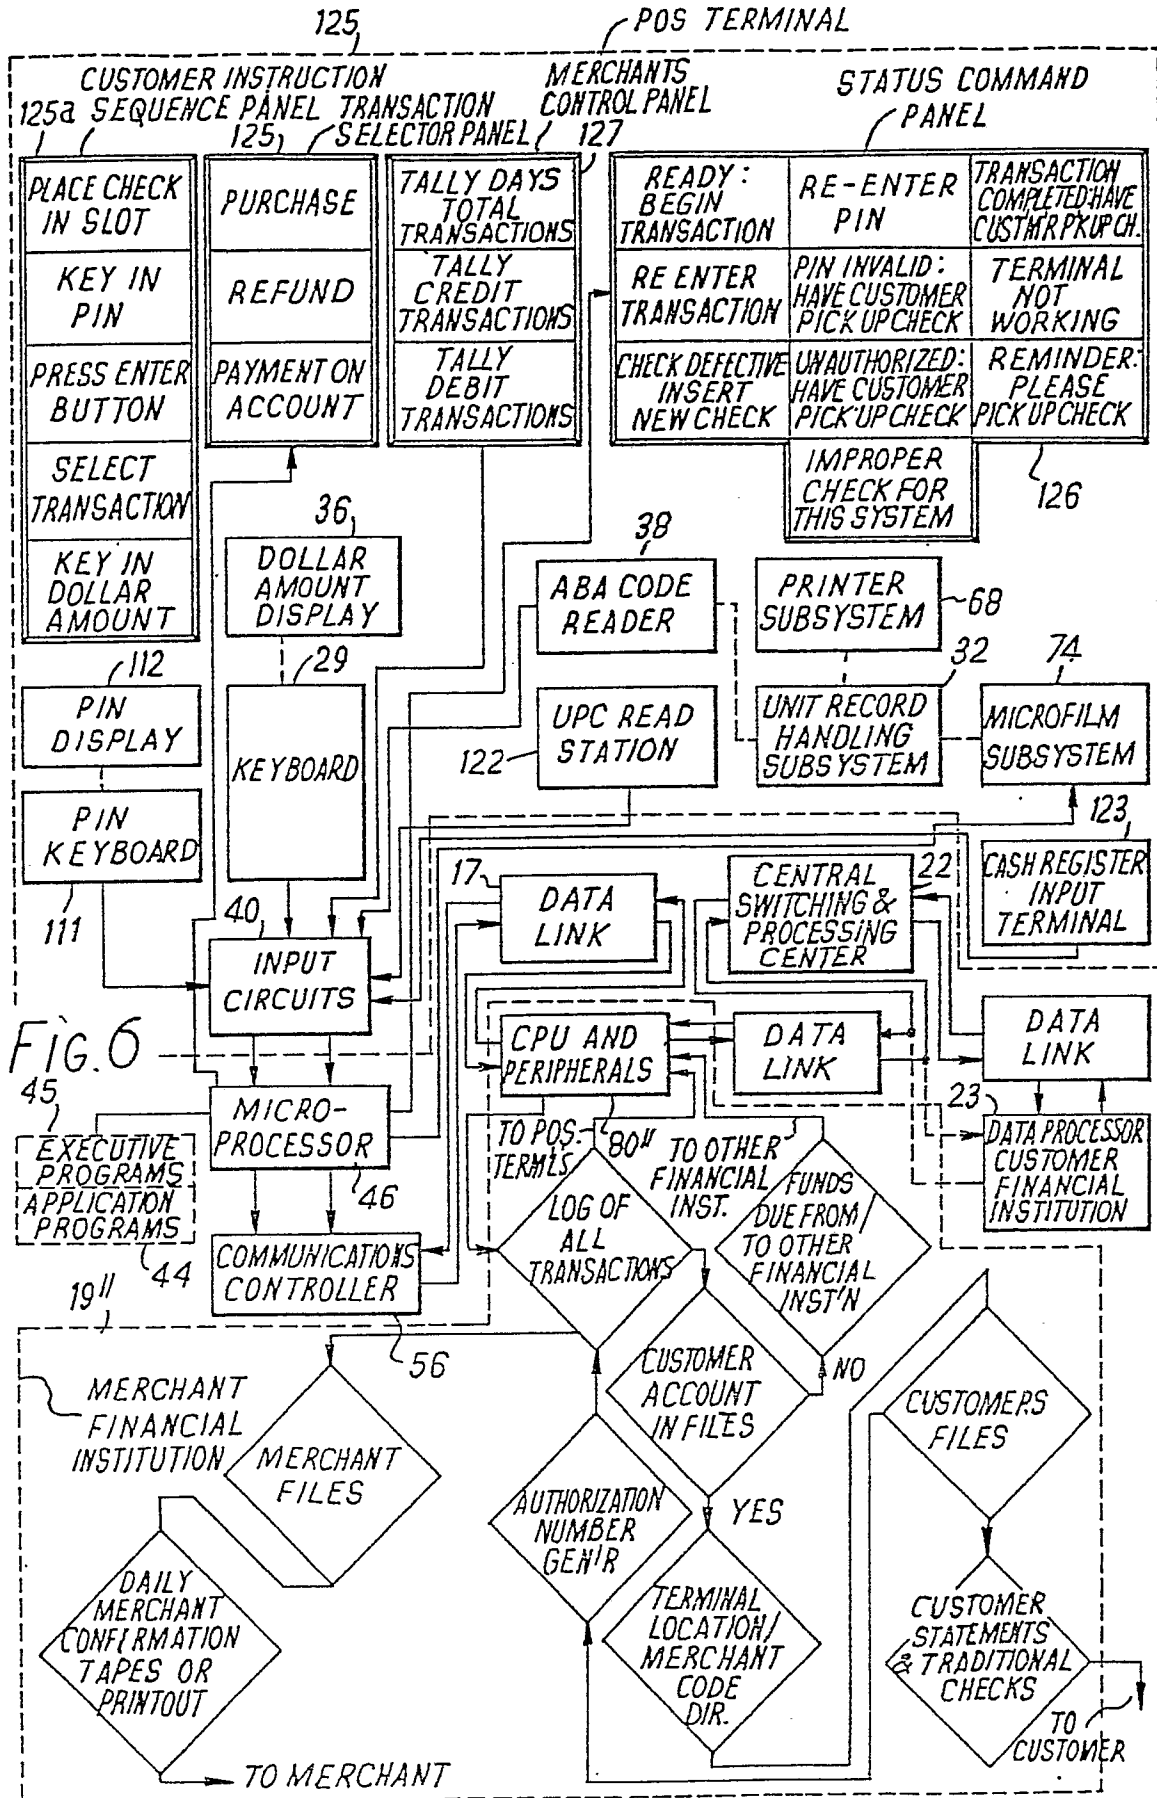 125
POS TERMINAL
CUSTOMER INSTRUCTION
SEQUENCE PANEL
125a
TRANSACTION
SELECTOR PANEL
125
MERCHANTS
CONTROL PANEL
127
STATUS COMMAND
PANEL
PLACE CHECK
IN SLOT
KEY IN
PIN
PRESS ENTER
BUTTON
SELECT
TRANSACTION
KEY IN
DOLLAR
AMOUNT
PURCHASE
REFUND
PAYMENT ON
ACCOUNT
TALLY DAYS
TOTAL
TRANSACTIONS
TALLY
CREDIT
TRANSACTIONS
TALLY
DEBIT
TRANSACTIONS
READY:
BEGIN
TRANSACTION
RE-ENTER
PIN
TRANSACTION
COMPLETED:HAVE
CUSTMR PKUP CH.
RE ENTER
TRANSACTION
PIN INVALID:
HAVE CUSTOMER
PICK UP CHECK
TERMINAL
NOT
WORKING
CHECK DEFECTIVE
INSERT
NEW CHECK
UNAUTHORIZED:
HAVE CUSTOMER
PICK UP CHECK
REMINDER:
PLEASE
PICK UP CHECK
IMPROPER
CHECK FOR
THIS SYSTEM
126
36
DOLLAR
AMOUNT
DISPLAY
38
ABA CODE
READER
PRINTER
SUBSYSTEM
68
112
PIN
DISPLAY
29
KEYBOARD
UPC READ
STATION
122
32
UNIT RECORD
HANDLING
SUBSYSTEM
74
MICROFILM
SUBSYSTEM
PIN
KEYBOARD
111
123
CASH REGISTER
INPUT
TERMINAL
17
DATA
LINK
CENTRAL
SWITCHING &
PROCESSING
CENTER
22
40
INPUT
CIRCUITS
FIG. 6
CPU AND
PERIPHERALS
DATA
LINK
DATA
LINK
45
EXECUTIVE
PROGRAMS
APPLICATION
PROGRAMS
44
MICRO-
PROCESSOR
46
TO POS.
TERMLS
80"
TO OTHER
FINANCIAL
INST.
23
DATA PROCESSOR
CUSTOMER
FINANCIAL
INSTITUTION
COMMUNICATIONS
CONTROLLER
56
LOG OF
ALL
TRANSACTIONS
FUNDS
DUE FROM/
TO OTHER
FINANCIAL
INST'N
19"
MERCHANT
FINANCIAL
INSTITUTION
MERCHANT
FILES
CUSTOMER
ACCOUNT
IN FILES
NO
CUSTOMERS
FILES
AUTHORIZATION
NUMBER
GEN'R
YES
DAILY
MERCHANT
CONFIRMATION
TAPES OR
PRINTOUT
TERMINAL
LOCATION/
MERCHANT
CODE
DIR.
CUSTOMER
STATEMENTS
& TRADITIONAL
CHECKS
TO
CUSTOMER
TO MERCHANT